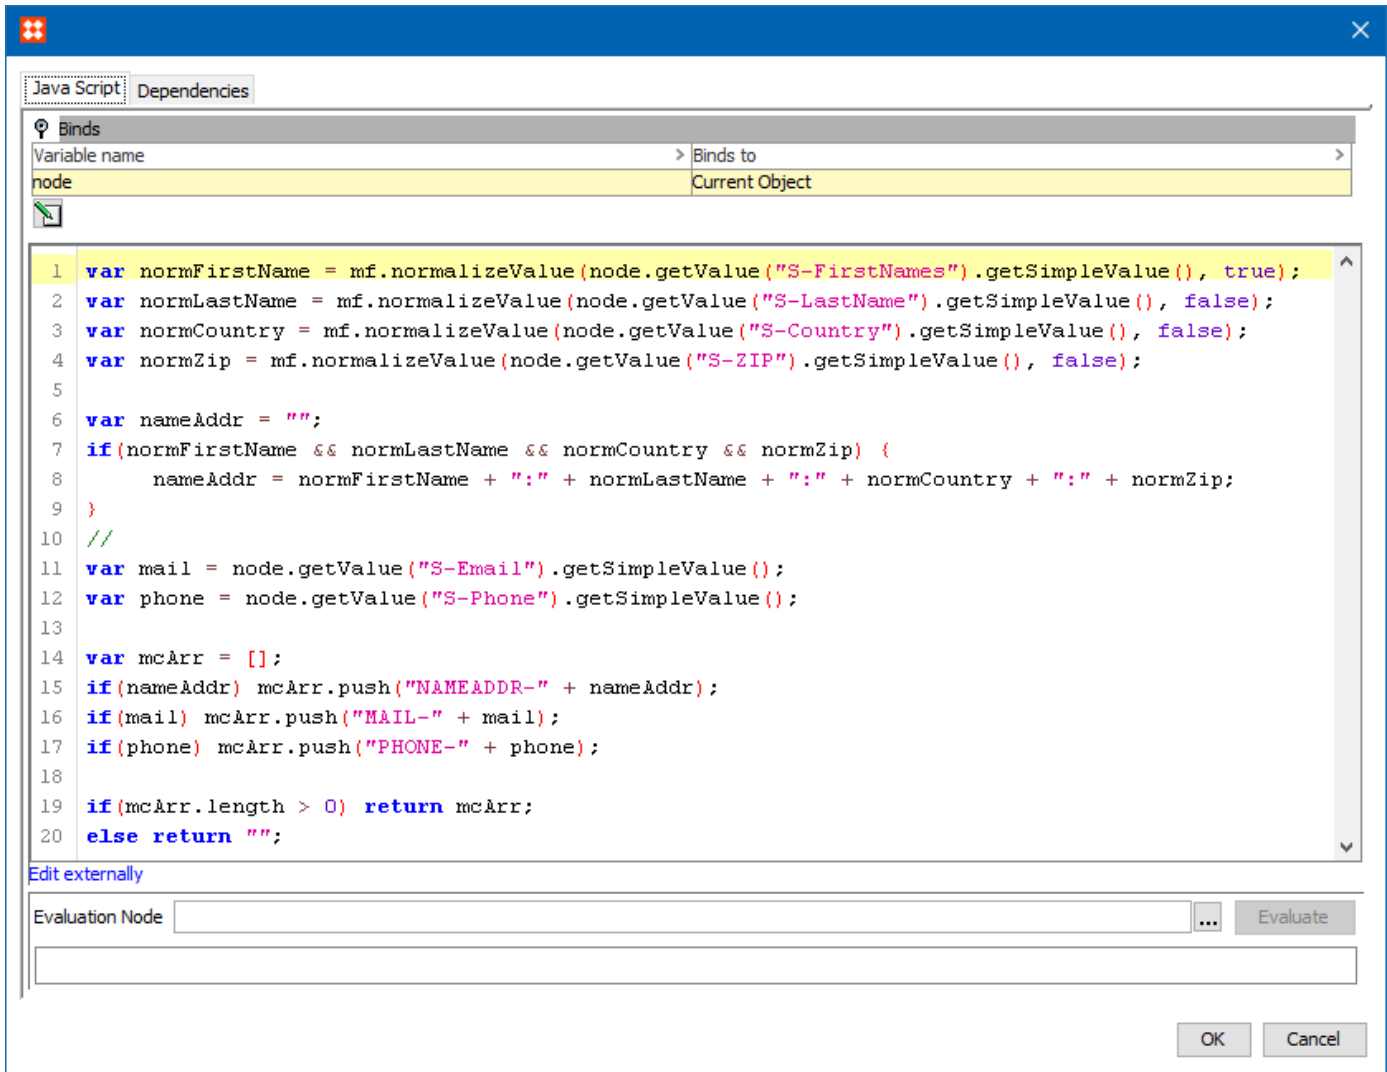 Java Script Dependencies
Binds
Variable name > Binds to >
node Current Object
1 var normFirstName = mf.normalizeValue(node.getValue("S-FirstNames").getSimpleValue(), true);
2 var normLastName = mf.normalizeValue(node.getValue("S-LastName").getSimpleValue(), false);
3 var normCountry = mf.normalizeValue(node.getValue("S-Country").getSimpleValue(), false);
4 var normZip = mf.normalizeValue(node.getValue("S-ZIP").getSimpleValue(), false);
5
6 var nameAddr = "";
7 if(normFirstName && normLastName && normCountry && normZip) {
8 nameAddr = normFirstName + ":" + normLastName + ":" + normCountry + ":" + normZip;
9 }
10 //
11 var mail = node.getValue("S-Email").getSimpleValue();
12 var phone = node.getValue("S-Phone").getSimpleValue();
13
14 var mcArr = [];
15 if(nameAddr) mcArr.push("NAMEADDR-" + nameAddr);
16 if(mail) mcArr.push("MAIL-" + mail);
17 if(phone) mcArr.push("PHONE-" + phone);
18
19 if(mcArr.length > 0) return mcArr;
20 else return "";
Edit externally
Evaluation Node ... Evaluate
OK Cancel